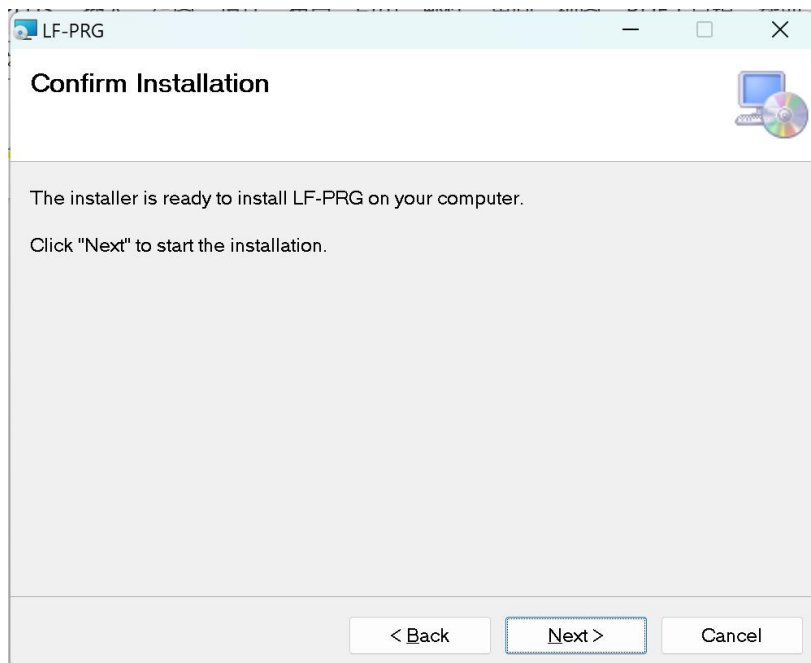 LF-PRG
Confirm Installation
The installer is ready to install LF-PRG on your computer.
Click "Next" to start the installation.
< Back
Next >
Cancel